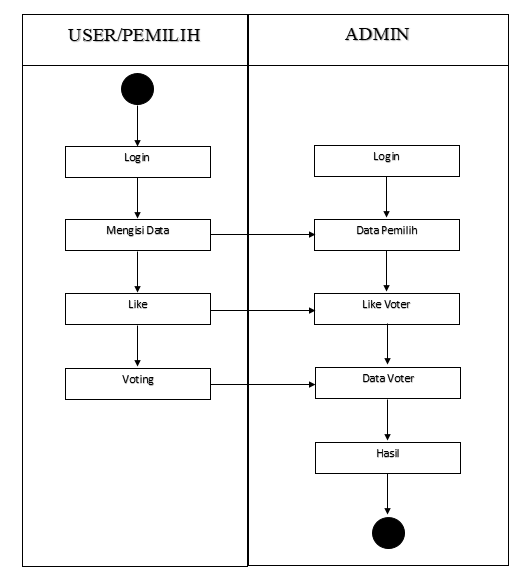 USER/PEMILIH
ADMIN
Login
Login
Mengisi Data
Data Pemilih
Like
Like Voter
Voting
Data Voter
Hasil